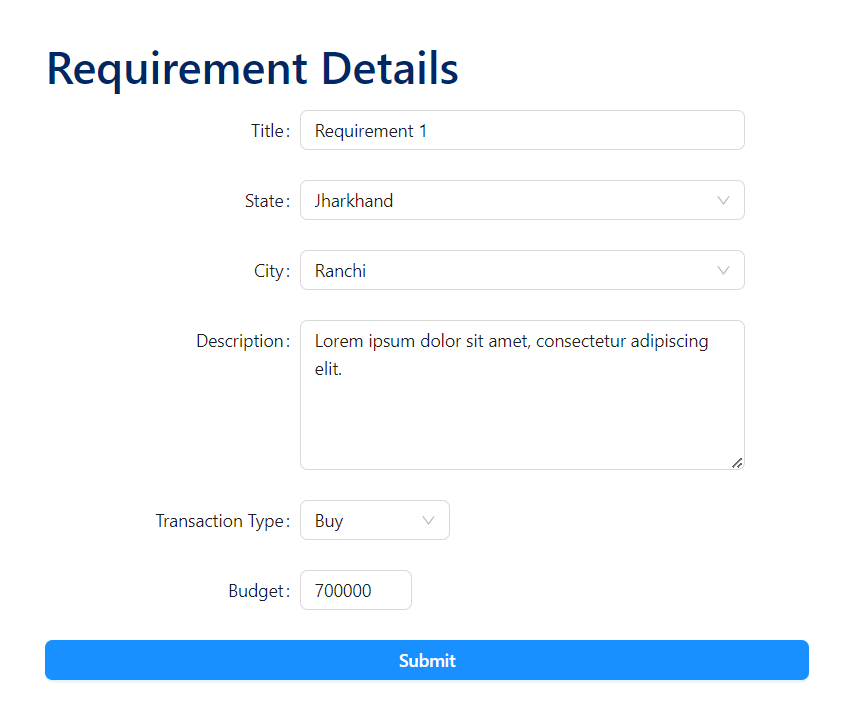 Requirement Details
Title: Requirement 1
State: Jharkhand
City: Ranchi
Description: Lorem ipsum dolor sit amet, consectetur adipiscing
elit.
Transaction Type: Buy
Budget: 700000
Submit